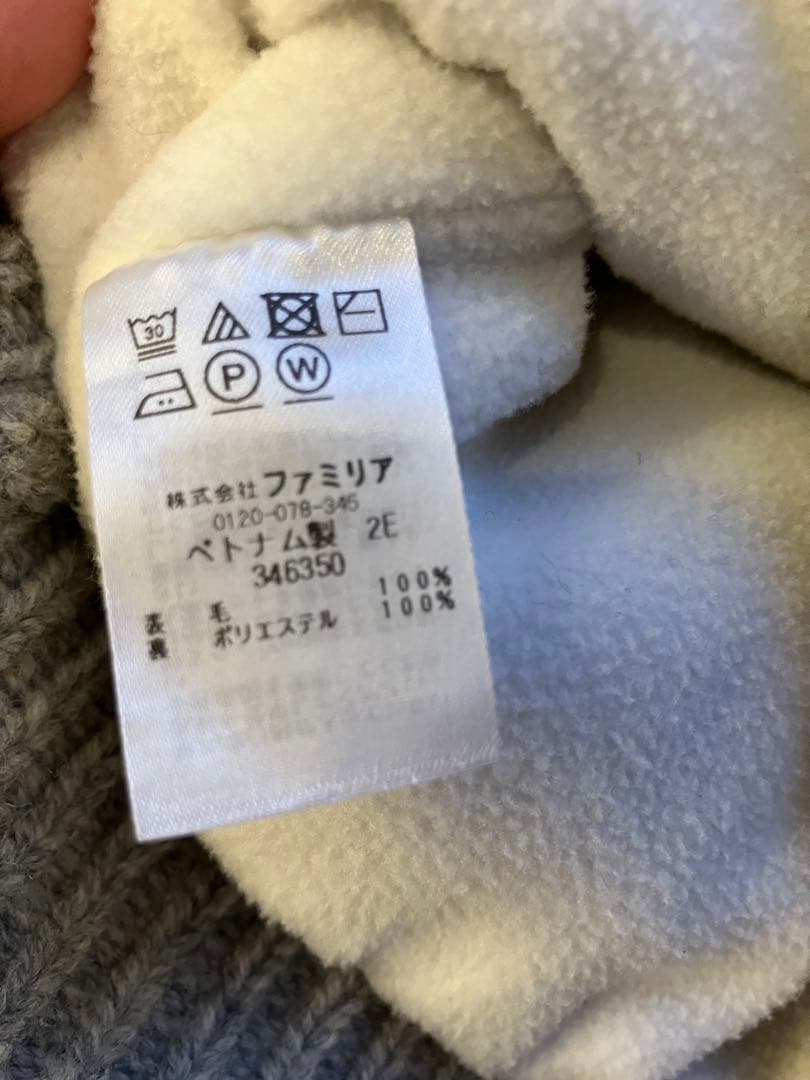 30
P W
株式会社ファミリア
0120-078-345
ベトナム製 2E
346350
表 毛 100%
裏 ポリエステル 100%